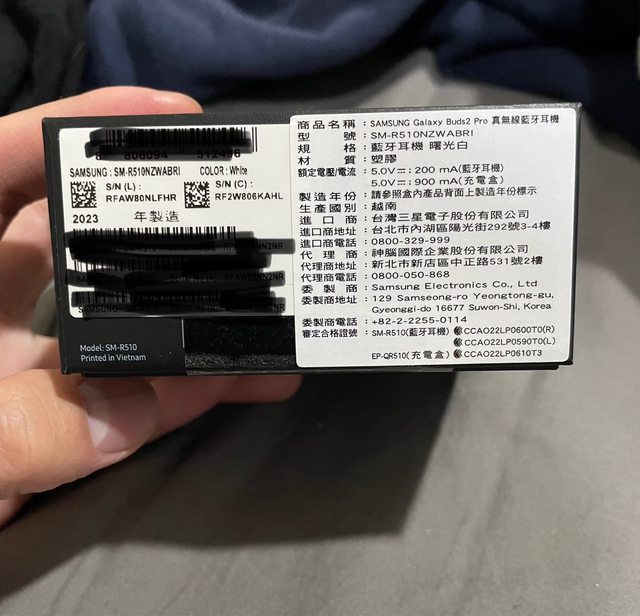 8 806094 512496
SAMSUNG : SM-R510NZWABRI COLOR: White
S/N (L) :
RFAW80NLFHR
S/N (C) :
RF2W806KAHL
2023 年製造
Model: SM-R510
Printed in Vietnam
商品名稱 : SAMSUNG Galaxy Buds2 Pro 真無線藍牙耳機
型號 : SM-R510NZWABRI
規格 : 藍牙耳機 曙光白
材質 : 塑膠
額定電壓/電流 : 5.0V⎓: 200 mA(藍牙耳機)
: 5.0V⎓: 900 mA(充電盒)
製造年份 : 請參照盒內產品背面上製造年份標示
生產國別 : 越南
進口商 : 台灣三星電子股份有限公司
進口商地址 : 台北市內湖區陽光街292號3-4樓
進口商電話 : 0800-329-999
代理商 : 神腦國際企業股份有限公司
代理商地址 : 新北市新店區中正路531號2樓
代理商電話 : 0800-050-868
委製商 : Samsung Electronics Co., Ltd
委製商地址 : 129 Samseong-ro Yeongtong-gu,
Gyeonggi-do 16677 Suwon-Shi, Korea
委製商電話 : +82-2-2255-0114
審定合格證號 : SM-R510(藍牙耳機) CCAO22LP0600T0(R)
CCAO22LP0590T0(L)
EP-QR510(充電盒) CCAO22LP0610T3